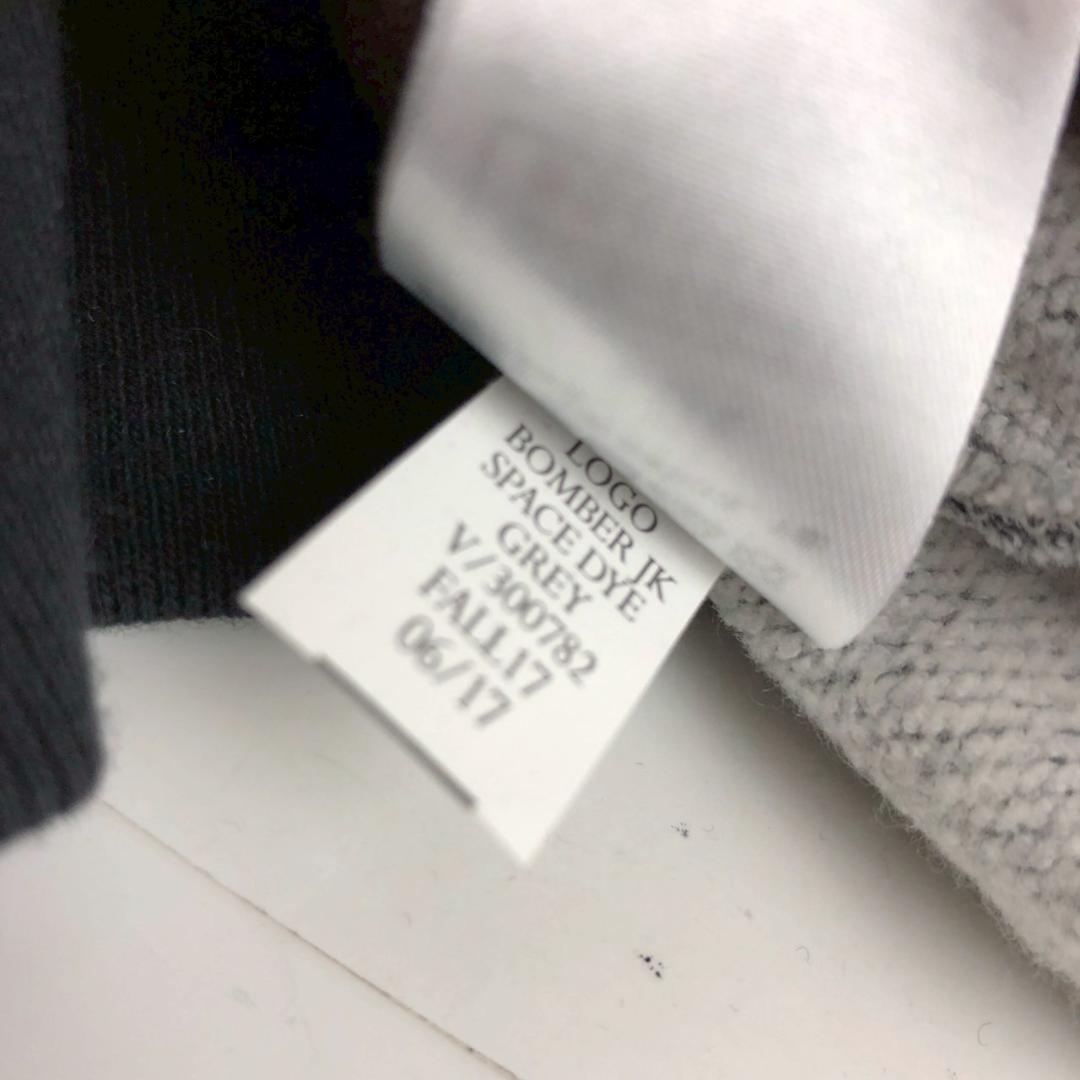 LOGO
BOMBER JK
SPACE DYE
GREY
V/300782
FALL17
06/17